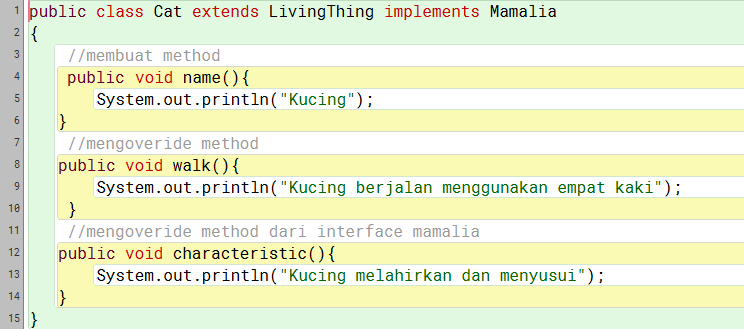 1 public class Cat extends LivingThing implements Mamalia
2 {
3 //membuat method
4 public void name(){
5 System.out.println("Kucing");
6 }
7 //mengoveride method
8 public void walk(){
9 System.out.println("Kucing berjalan menggunakan empat kaki");
10 }
11 //mengoveride method dari interface mamalia
12 public void characteristic(){
13 System.out.println("Kucing melahirkan dan menyusui");
14 }
15 }